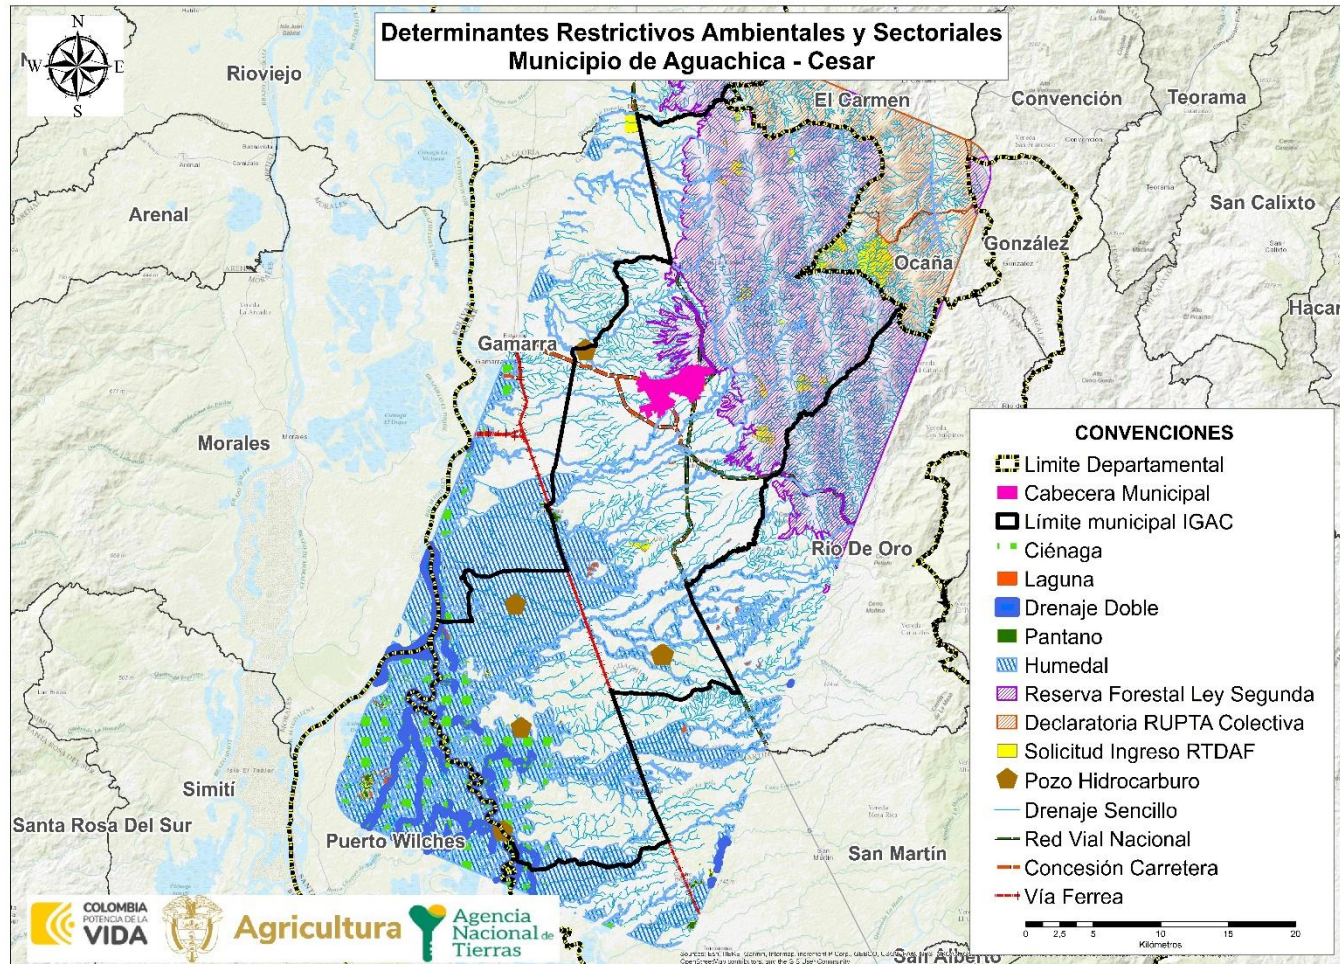 Determinantes Restrictivos Ambientales y Sectoriales
Municipio de Aguachica - Cesar
N
W
E
S
Rioviejo
El Carmen
Convención
Teorama
Arenal
San Calixto
González
Ocaña
Gamarra
Morales
Río De Oro
Simití
Santa Rosa Del Sur
Puerto Wilches
San Martín
San Alberto
CONVENCIONES
Limite Departamental
Cabecera Municipal
Límite municipal IGAC
Ciénaga
Laguna
Drenaje Doble
Pantano
Humedal
Reserva Forestal Ley Segunda
Declaratoria RUPTA Colectiva
Solicitud Ingreso RTDAF
Pozo Hidrocarburo
Drenaje Sencillo
Red Vial Nacional
Concesión Carretera
Vía Ferrea
0 2,5 5 10 15 20
Kilómetros
COLOMBIA
POTENCIA DE LA
VIDA
Agricultura
Agencia
Nacional de
Tierras